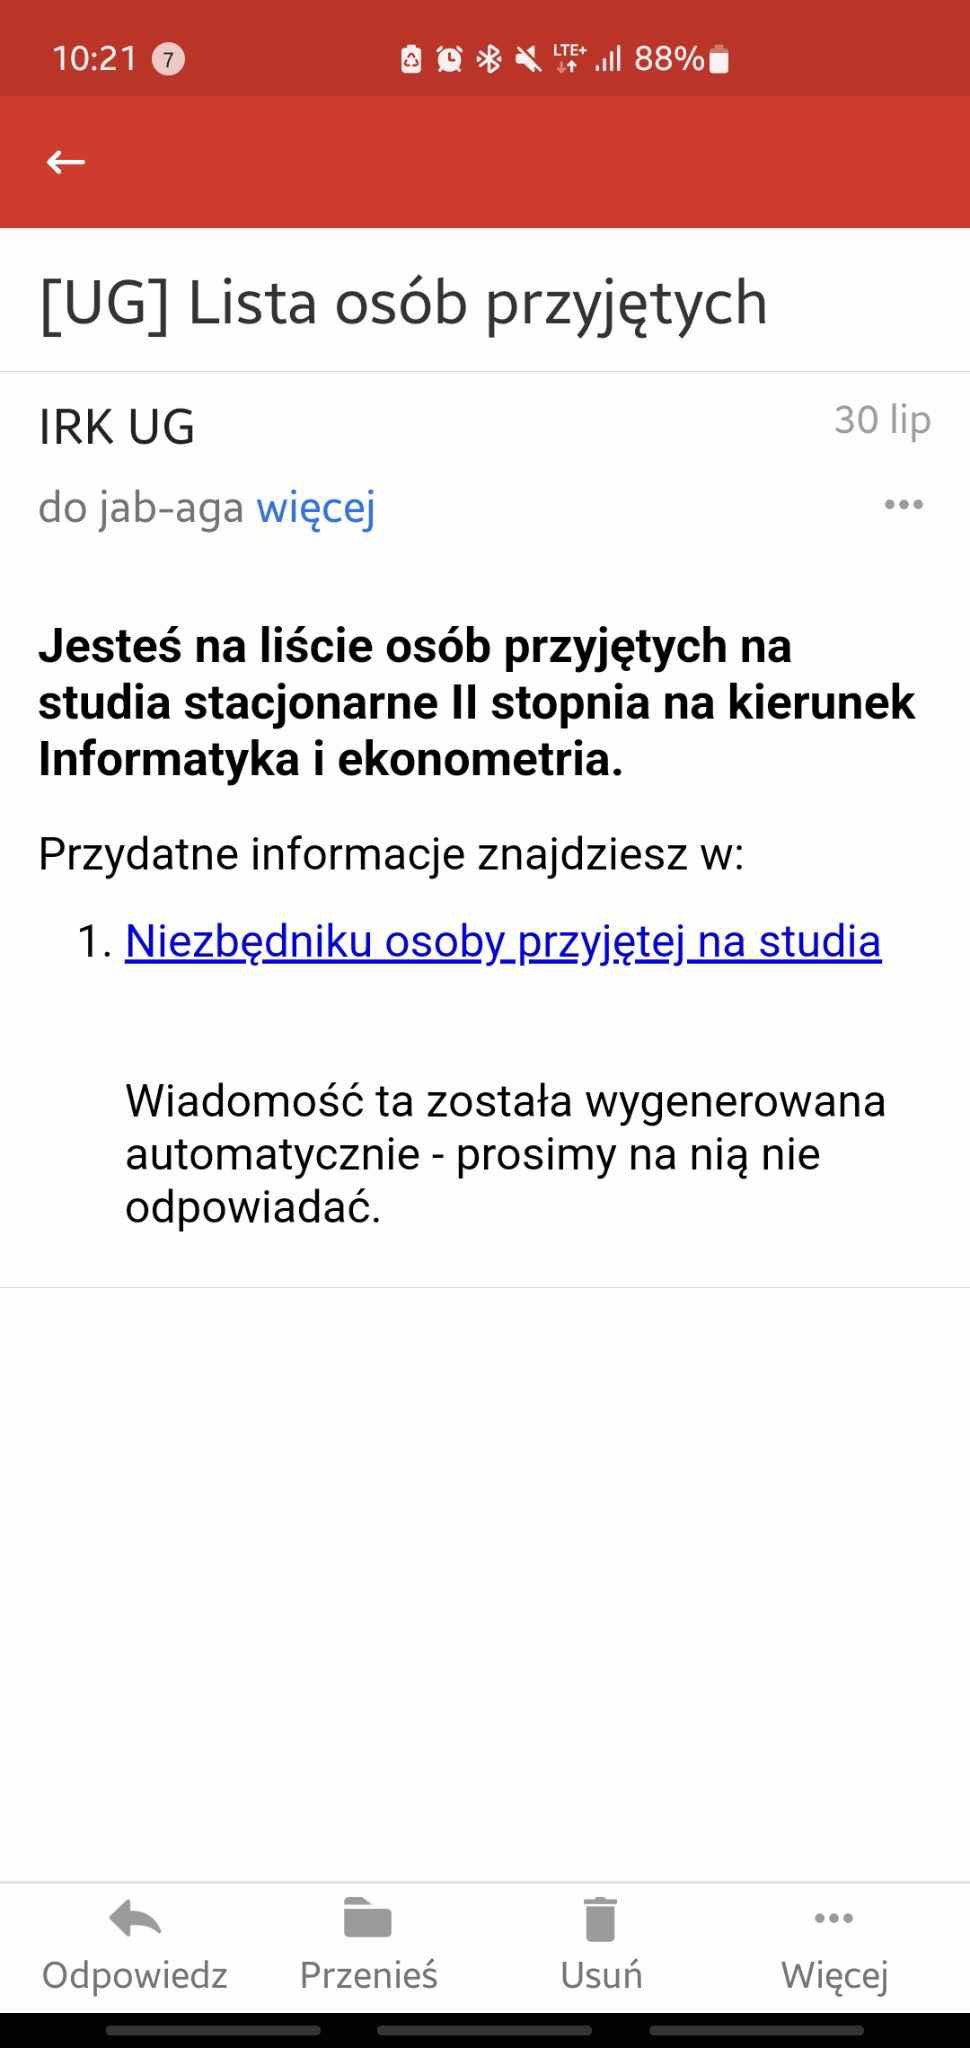 10:21 7 LTE+ 88%
[UG] Lista osób przyjętych
IRK UG 30 lip
do jab-aga więcej
Jesteś na liście osób przyjętych na
studia stacjonarne II stopnia na kierunek
Informatyka i ekonometria.
Przydatne informacje znajdziesz w:
1. Niezbędniku osoby przyjętej na studia
Wiadomość ta została wygenerowana
automatycznie - prosimy na nią nie
odpowiadać.
Odpowiedz Przenieś Usuń Więcej